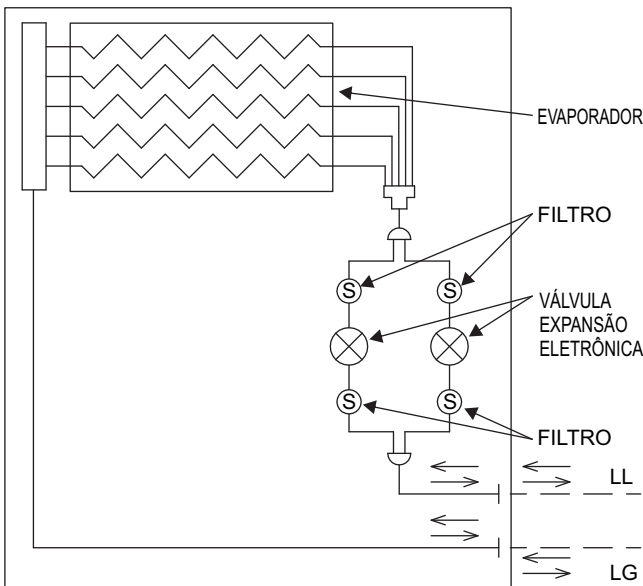 EVAPORADOR
FILTRO
S
S
VÁLVULA
EXPANSÃO
ELETRÔNICA
S
S
FILTRO
LL
LG